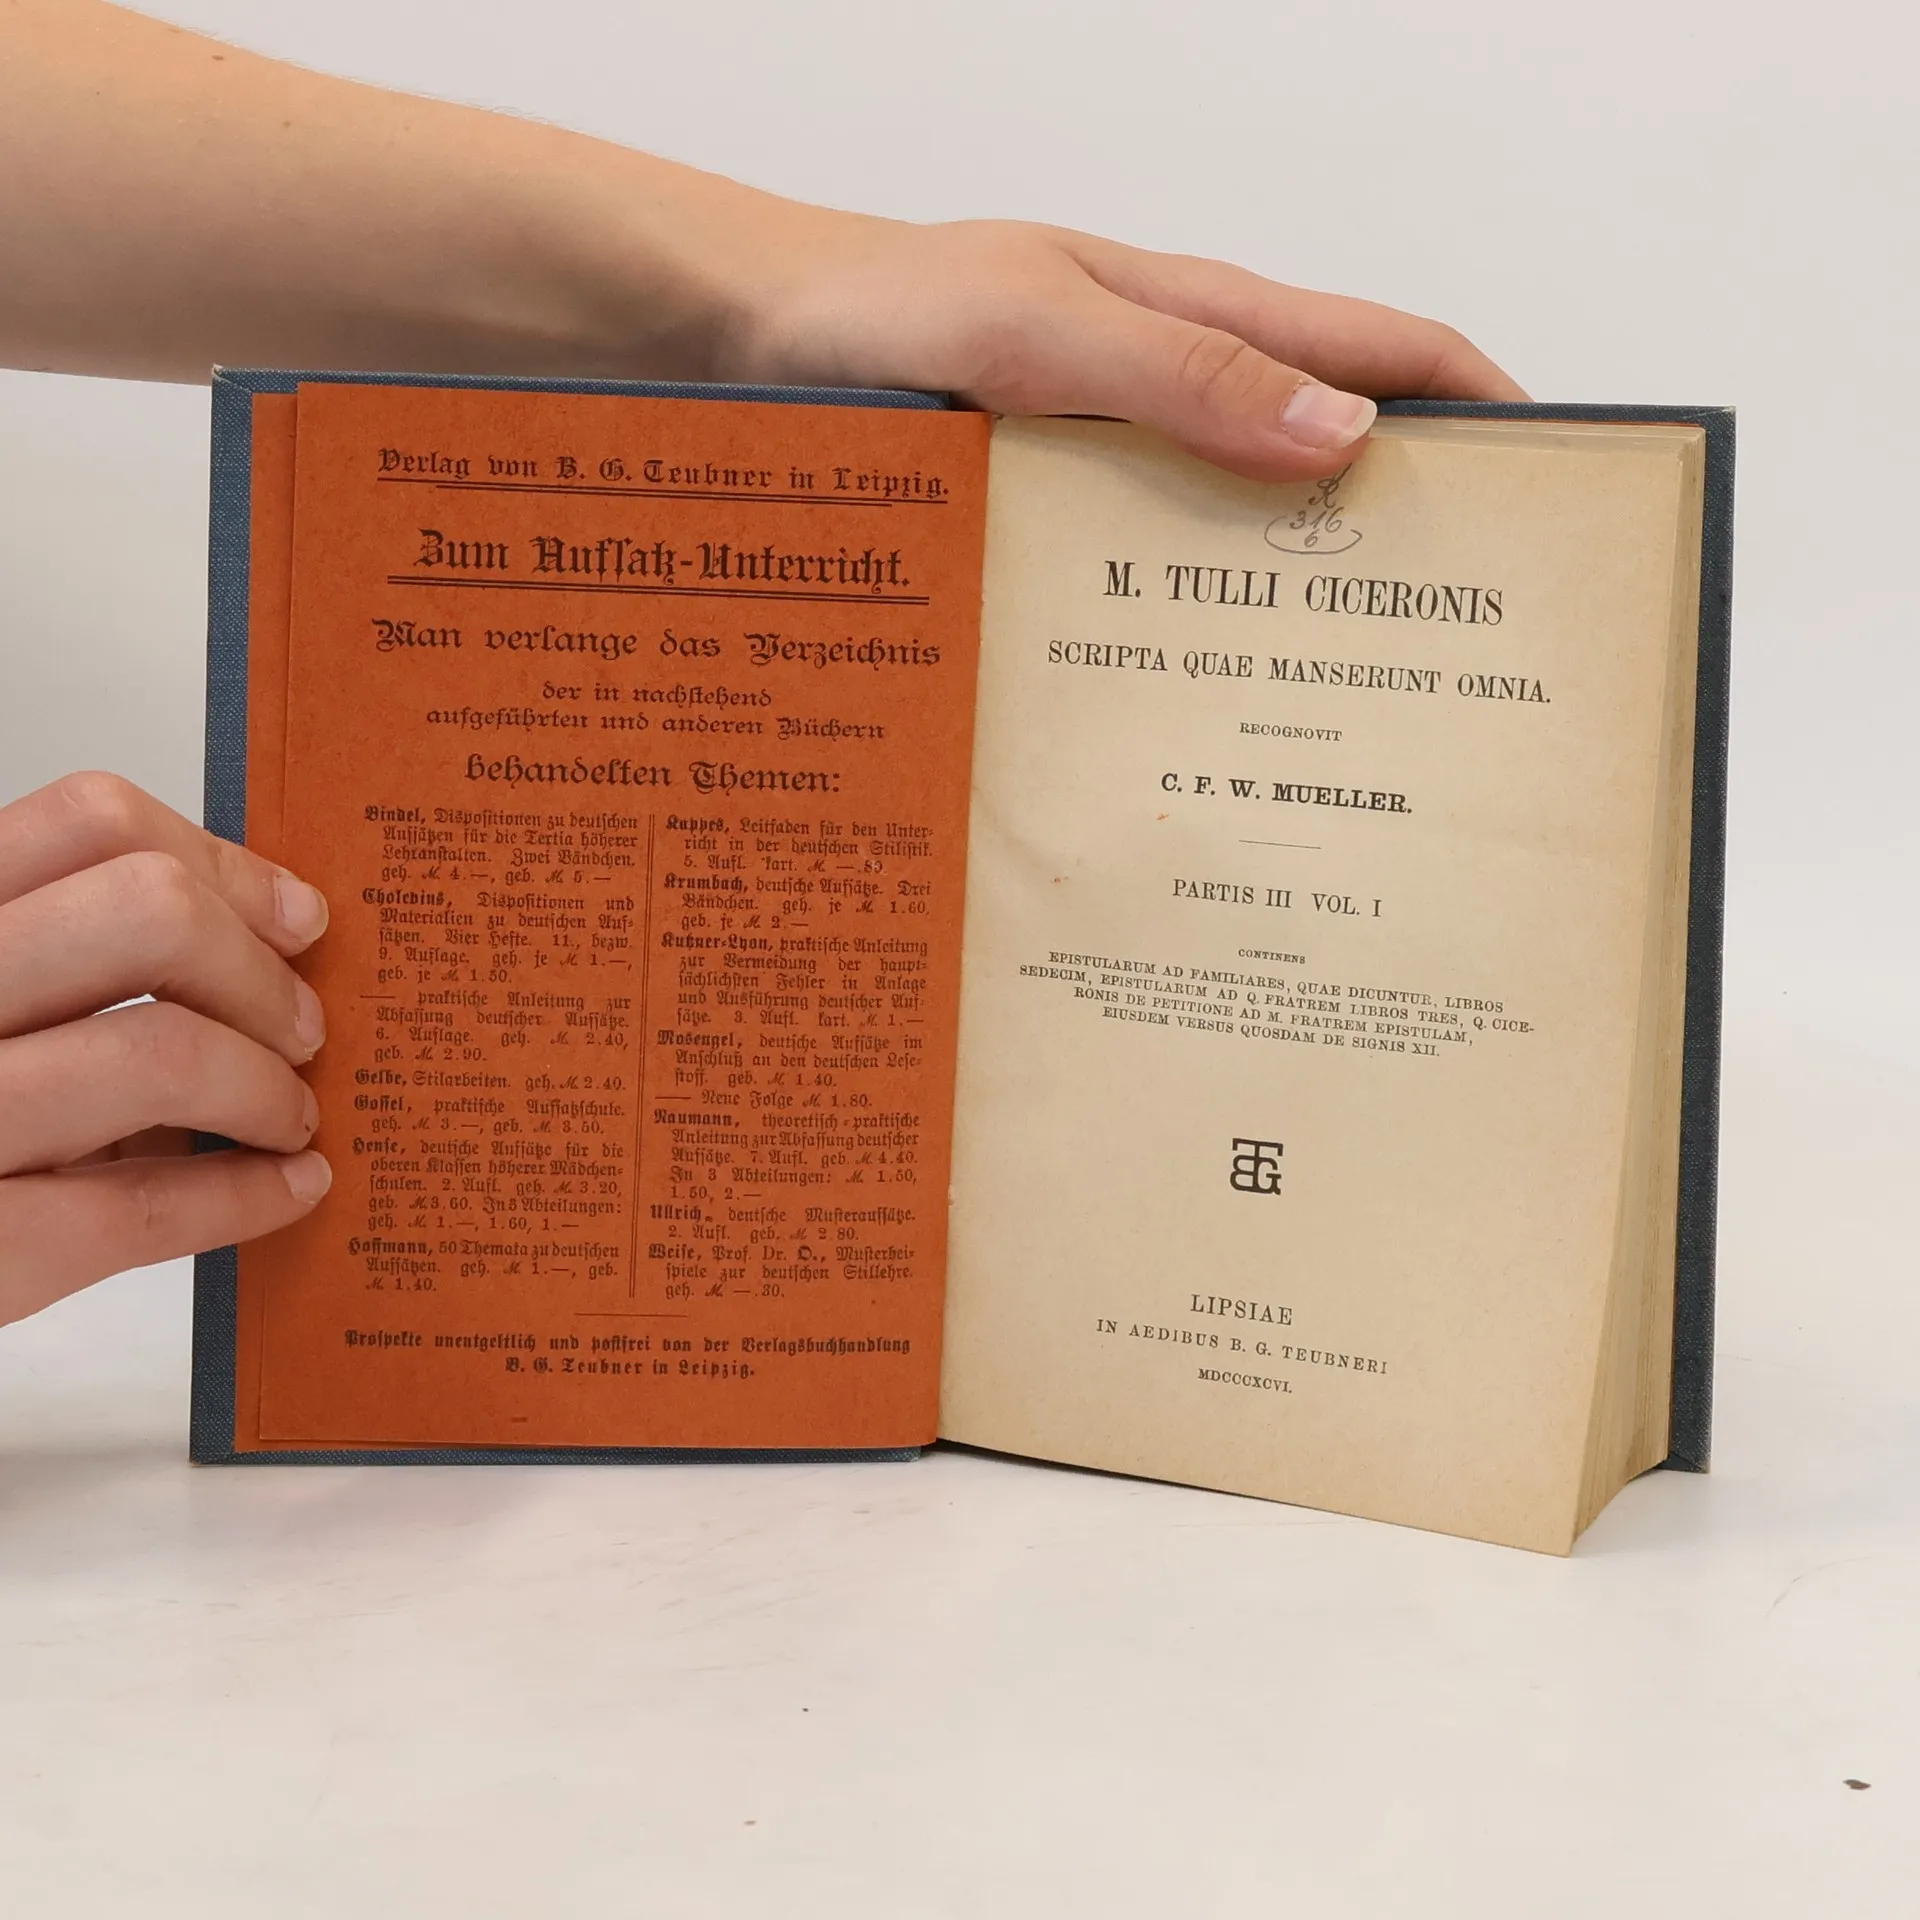 Verlag von B. G. Teubner in Leipzig.
Zum Aufsatz-Unterricht.
Man verlange das Verzeichnis
der in nachstehend
aufgeführten und anderen Büchern
behandelten Themen:
Bindel, Dispositionen zu deutschen
Aufsätzen für die Tertia höherer
Lehranstalten. Zwei Bändchen.
geh. M. 4.—, geb. M. 5.—
Cholevius, Dispositionen und
Materialien zu deutschen Auf-
sätzen. Vier Hefte. 11., bezw.
9. Auflage. geh. je M. 1.—,
geb. je M. 1.50.
—— praktische Anleitung zur
Abfassung deutscher Aufsätze.
6. Auflage. geh. M. 2.40,
geb. M. 2.90.
Gelbe, Stilarbeiten. geh. M. 2.40.
Gossel, praktische Aufsatzschule.
geh. M. 3.—, geb. M. 3.50.
Hense, deutsche Aufsätze für die
oberen Klassen höherer Mädchen-
schulen. 2. Aufl. geh. M. 3.20,
geb. M. 3.60. In 3 Abteilungen:
geh. M. 1.—, 1.60, 1.—
Hoffmann, 50 Themata zu deutschen
Aufsätzen. geh. M. 1.—, geb.
M. 1.40.
Kappes, Leitfaden für den Unter-
richt in der deutschen Stilistik.
5. Aufl. kart. M. —.80.
Krumbach, deutsche Aufsätze. Drei
Bändchen. geh. je M. 1.60,
geb. je M. 2.—
Kutzner-Lyon, praktische Anleitung
zur Vermeidung der haupt-
sächlichsten Fehler in Anlage
und Ausführung deutscher Auf-
sätze. 3. Aufl. kart. M. 1.—
Mosengel, deutsche Aufsätze im
Anschluß an den deutschen Lese-
stoff. geb. M. 1.40.
—— Neue Folge M. 1.80.
Naumann, theoretisch-praktische
Anleitung zur Abfassung deutscher
Aufsätze. 7. Aufl. geb. M. 4.40.
In 3 Abteilungen: M. 1.50,
1.50, 2.—
Ullrich, deutsche Musteraufsätze.
2. Aufl. geb. M. 2.80.
Weise, Prof. Dr. O., Musterbei-
spiele zur deutschen Stillehre.
geh. M. —.30.
Prospekte unentgeltlich und postfrei von der Verlagsbuchhandlung
B. G. Teubner in Leipzig.
R
316
6
M. TULLI CICERONIS
SCRIPTA QUAE MANSERUNT OMNIA.
RECOGNOVIT
C. F. W. MUELLER.
PARTIS III VOL. I
CONTINENS
EPISTULARUM AD FAMILIARES, QUAE DICUNTUR, LIBROS
SEDECIM, EPISTULARUM AD Q. FRATREM LIBROS TRES, Q. CICE-
RONIS DE PETITIONE AD M. FRATREM EPISTULAM,
EIUSDEM VERSUS QUOSDAM DE SIGNIS XII.
BTG
LIPSIAE
IN AEDIBUS B. G. TEUBNERI
MDCCCXCVI.